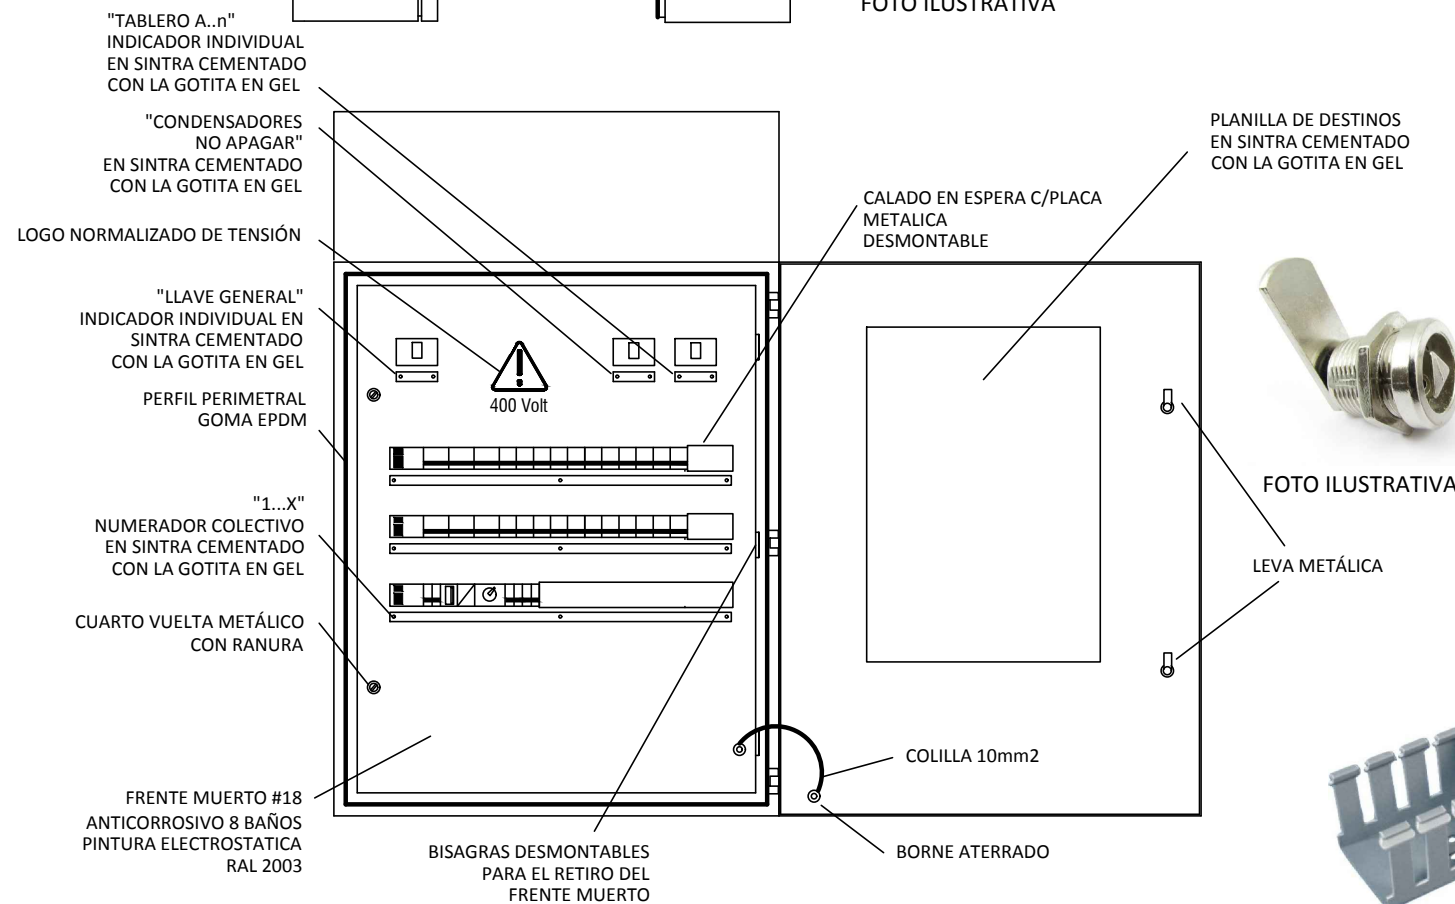 FOTO ILUSTRATIVA
"TABLERO A..n"
INDICADOR INDIVIDUAL
EN SINTRA CEMENTADO
CON LA GOTITA EN GEL
"CONDENSADORES
NO APAGAR"
EN SINTRA CEMENTADO
CON LA GOTITA EN GEL
LOGO NORMALIZADO DE TENSIÓN
"LLAVE GENERAL"
INDICADOR INDIVIDUAL EN
SINTRA CEMENTADO
CON LA GOTITA EN GEL
PERFIL PERIMETRAL
GOMA EPDM
"1...X"
NUMERADOR COLECTIVO
EN SINTRA CEMENTADO
CON LA GOTITA EN GEL
CUARTO VUELTA METÁLICO
CON RANURA
FRENTE MUERTO #18
ANTICORROSIVO 8 BAÑOS
PINTURA ELECTROSTATICA
RAL 2003
400 Volt
BISAGRAS DESMONTABLES
PARA EL RETIRO DEL
FRENTE MUERTO
CALADO EN ESPERA C/PLACA
METALICA
DESMONTABLE
COLILLA 10mm2
BORNE ATERRADO
PLANILLA DE DESTINOS
EN SINTRA CEMENTADO
CON LA GOTITA EN GEL
FOTO ILUSTRATIVA
LEVA METÁLICA